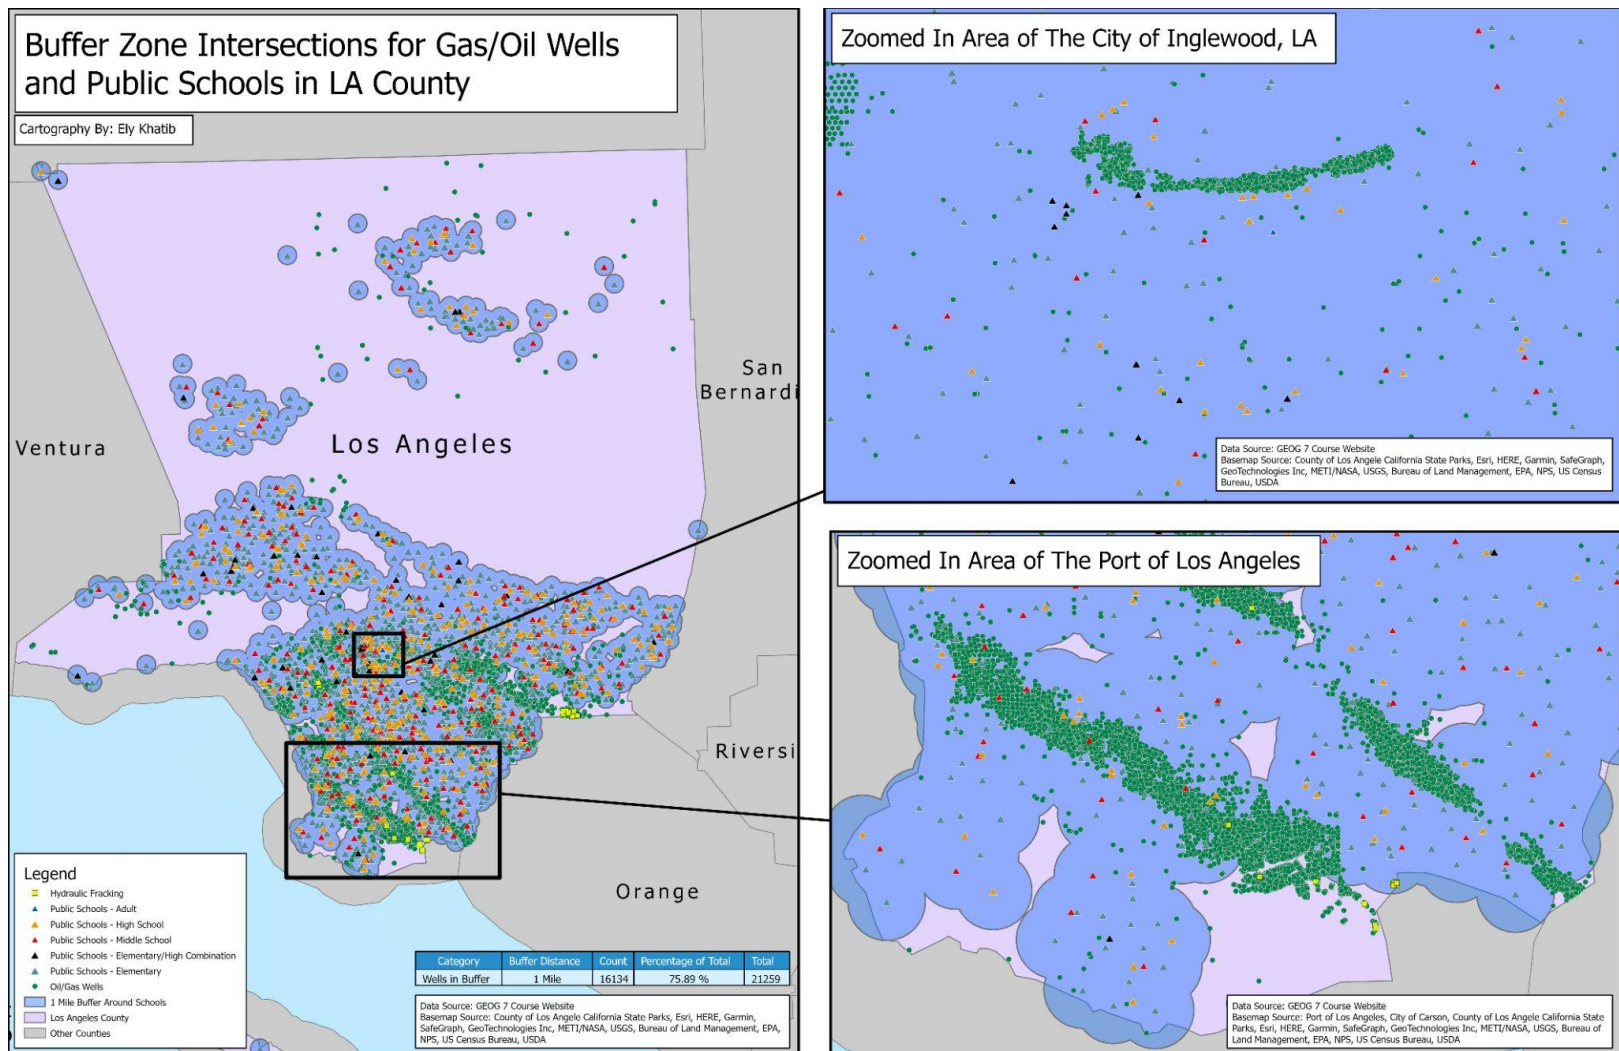 Buffer Zone Intersections for Gas/Oil Wells
and Public Schools in LA County
Cartography By: Ely Khatib
San
Bernardi
Ventura
Los Angeles
Riversi
Orange
Legend
Hydraulic Fracking
Public Schools - Adult
Public Schools - High School
Public Schools - Middle School
Public Schools - Elementary/High Combination
Public Schools - Elementary
Oil/Gas Wells
1 Mile Buffer Around Schools
Los Angeles County
Other Counties
Category Buffer Distance Count Percentage of Total Total
Wells in Buffer 1 Mile 16134 75.89 % 21259
Data Source: GEOG 7 Course Website
Basemap Source: County of Los Angele California State Parks, Esri, HERE, Garmin,
SafeGraph, GeoTechnologies Inc, METI/NASA, USGS, Bureau of Land Management, EPA,
NPS, US Census Bureau, USDA
Zoomed In Area of The City of Inglewood, LA
Data Source: GEOG 7 Course Website
Basemap Source: County of Los Angele California State Parks, Esri, HERE, Garmin, SafeGraph,
GeoTechnologies Inc, METI/NASA, USGS, Bureau of Land Management, EPA, NPS, US Census
Bureau, USDA
Zoomed In Area of The Port of Los Angeles
Data Source: GEOG 7 Course Website
Basemap Source: Port of Los Angeles, City of Carson, County of Los Angele California State
Parks, Esri, HERE, Garmin, SafeGraph, GeoTechnologies Inc, METI/NASA, USGS, Bureau of
Land Management, EPA, NPS, US Census Bureau, USDA